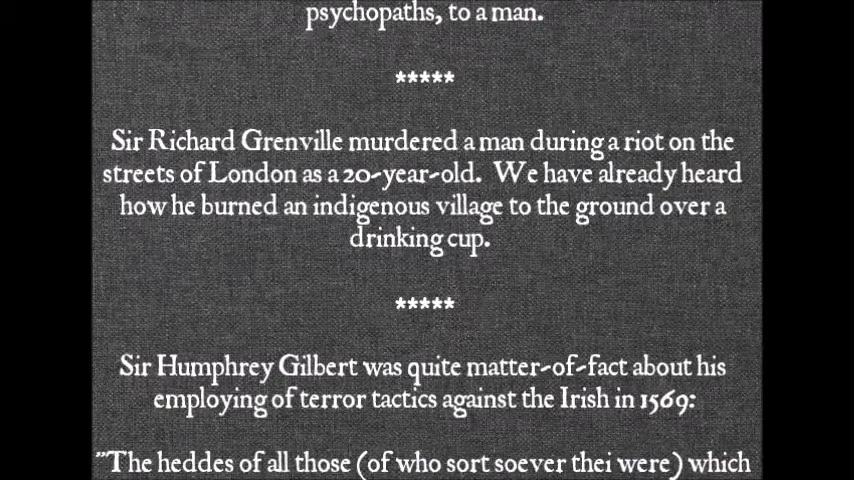 psychopaths, to a man.
*****
Sir Richard Grenville murdered a man during a riot on the
streets of London as a 20-year-old. We have already heard
how he burned an indigenous village to the ground over a
drinking cup.
*****
Sir Humphrey Gilbert was quite matter-of-fact about his
employing of terror tactics against the Irish in 1569:
"The heddes of all those (of who sort soever thei were) which